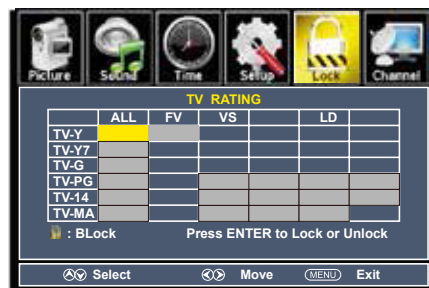 Picture Sound Time Setup Lock Channel
TV RATING
ALL FV VS LD
TV-Y
TV-Y7
TV-G
TV-PG
TV-14
TV-MA
: BLock Press ENTER to Lock or Unlock
Select Move MENU Exit